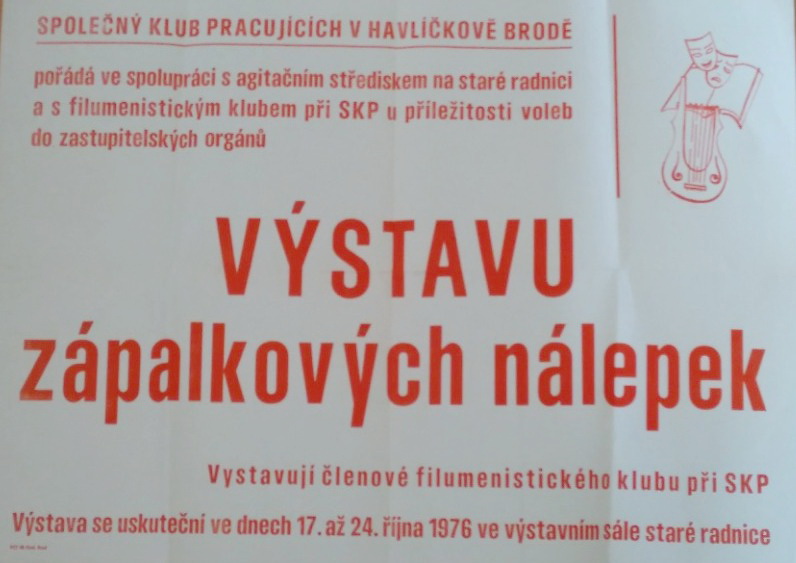 SPOLEČNÝ KLUB PRACUJÍCÍCH V HAVLÍČKOVĚ BRODĚ
pořádá ve spolupráci s agitačním střediskem na staré radnici
a s filumenistickým klubem při SKP u příležitosti voleb
do zastupitelských orgánů
VÝSTAVU
zápalkových nálepek
Vystavují členové filumenistického klubu při SKP
Výstava se uskuteční ve dnech 17. až 24. října 1976 ve výstavním sále staré radnice